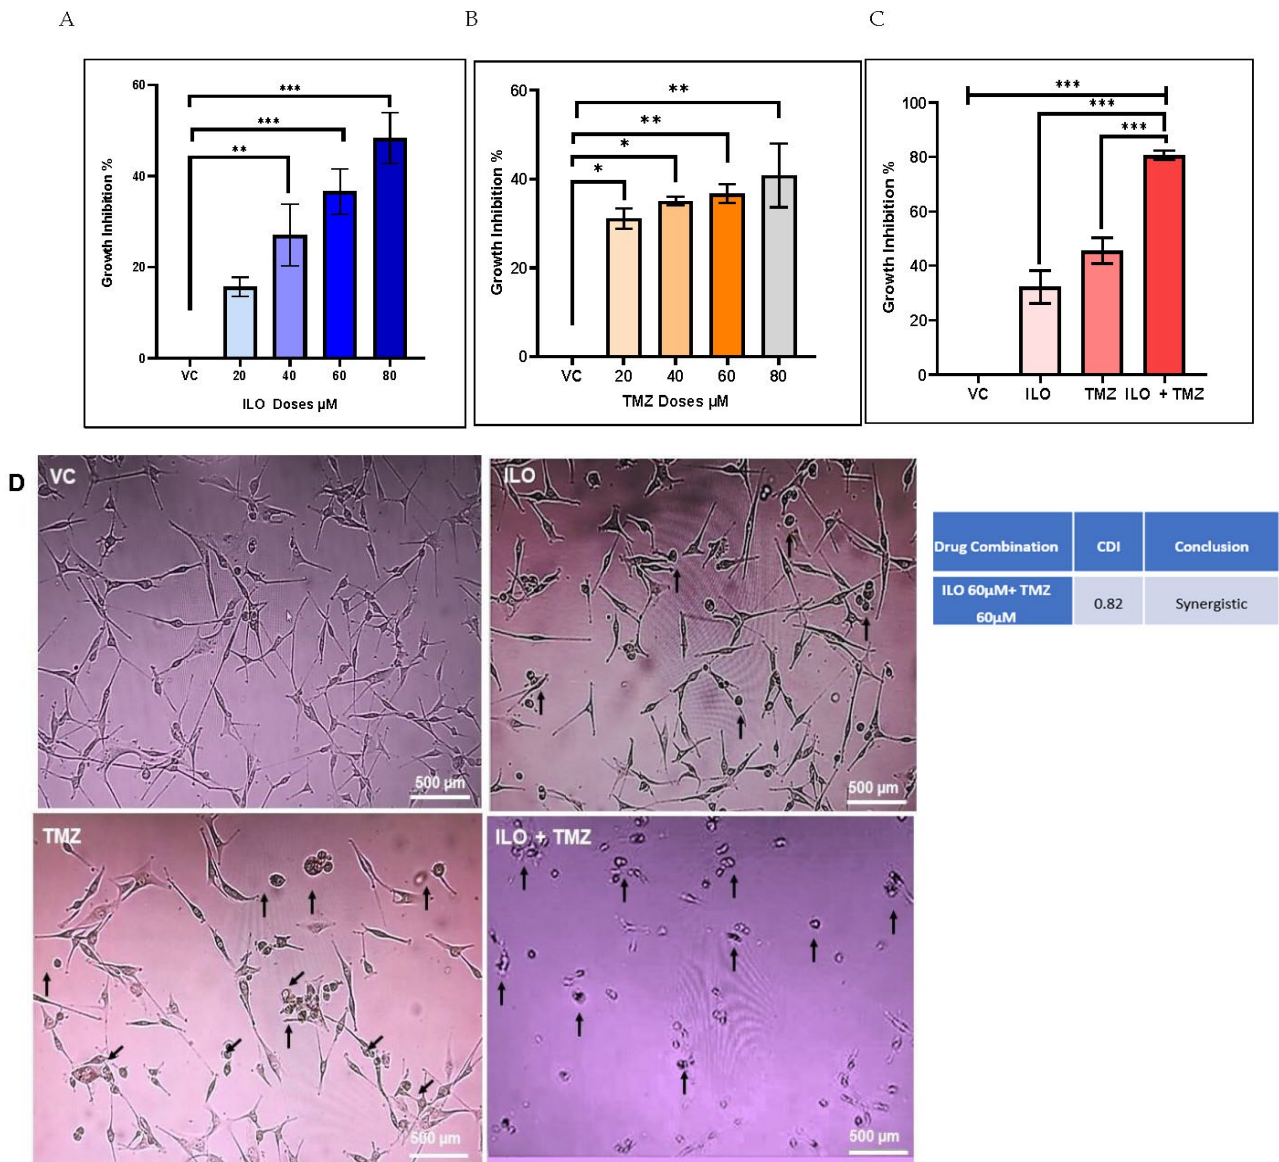 A
B
C
60
40
20
0
Growth Inhibition %
***
***
**
VC 20 40 60 80
ILO Doses µM
60
40
20
0
Growth Inhibition %
**
**
*
*
VC 20 40 60 80
TMZ Doses µM
100
80
60
40
20
0
Growth Inhibition %
***
***
***
VC ILO TMZ ILO + TMZ
D
VC
500 µm
ILO
500 µm
TMZ
500 µm
ILO + TMZ
500 µm
Drug Combination CDI Conclusion
ILO 60µM+ TMZ
60µM
0.82 Synergistic